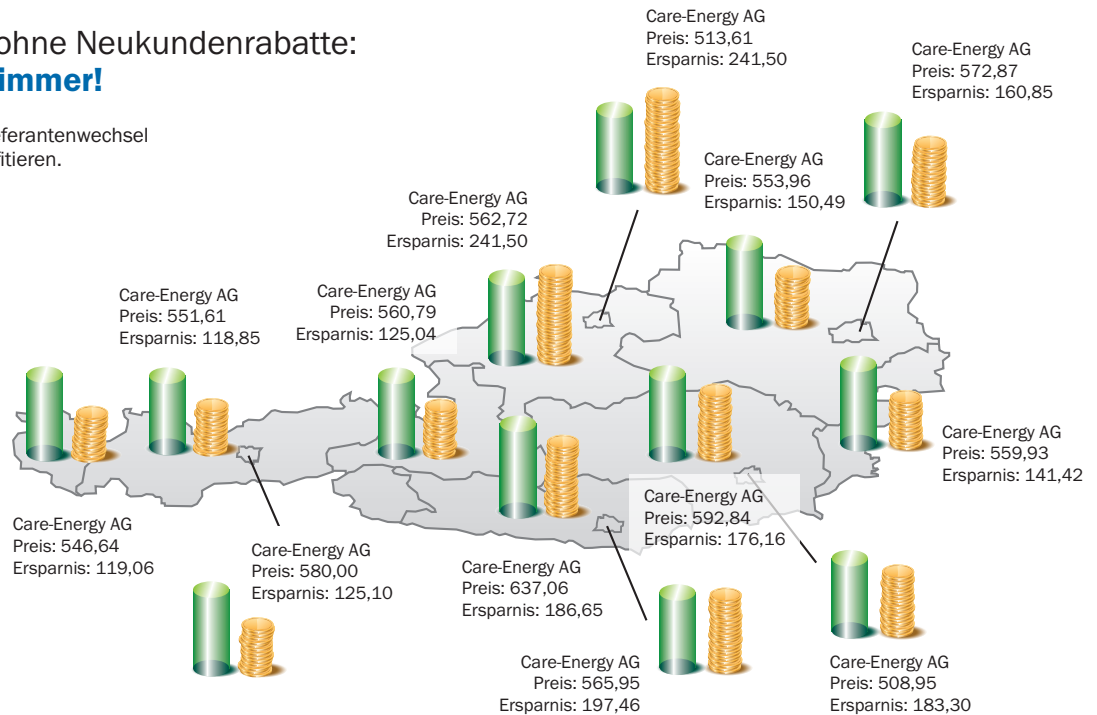 ohne Neukundenrabatte:
immer!
eferantenwechsel
fitieren.
Care-Energy AG
Preis: 513,61
Ersparnis: 241,50
Care-Energy AG
Preis: 572,87
Ersparnis: 160,85
Care-Energy AG
Preis: 553,96
Ersparnis: 150,49
Care-Energy AG
Preis: 562,72
Ersparnis: 241,50
Care-Energy AG
Preis: 560,79
Ersparnis: 125,04
Care-Energy AG
Preis: 551,61
Ersparnis: 118,85
Care-Energy AG
Preis: 559,93
Ersparnis: 141,42
Care-Energy AG
Preis: 592,84
Ersparnis: 176,16
Care-Energy AG
Preis: 546,64
Ersparnis: 119,06
Care-Energy AG
Preis: 580,00
Ersparnis: 125,10
Care-Energy AG
Preis: 637,06
Ersparnis: 186,65
Care-Energy AG
Preis: 565,95
Ersparnis: 197,46
Care-Energy AG
Preis: 508,95
Ersparnis: 183,30